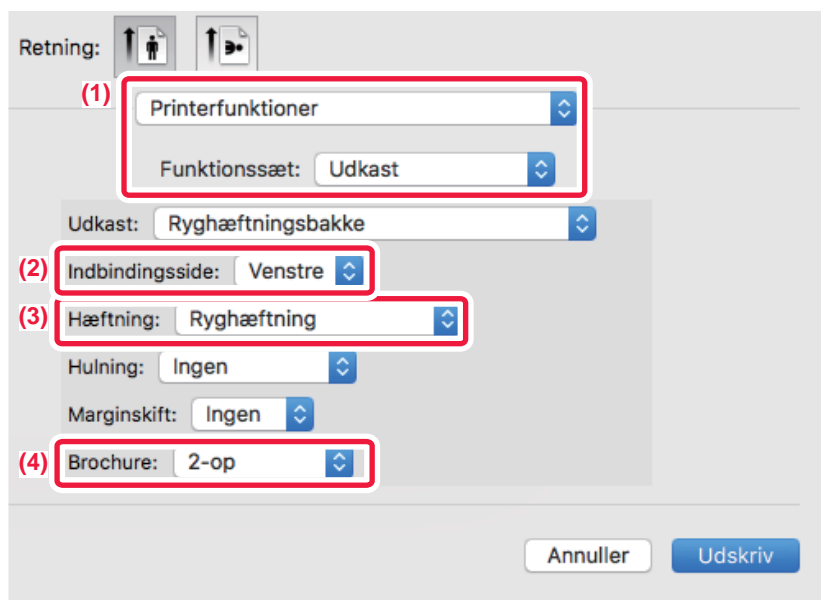 Retning:
(1)
Printerfunktioner
Funktionssæt: Udkast
Udkast: Ryghæftningsbakke
(2) Indbindingsside: Venstre
(3) Hæftning: Ryghæftning
Hulning: Ingen
Marginskift: Ingen
(4) Brochure: 2-op
Annuller Udskriv